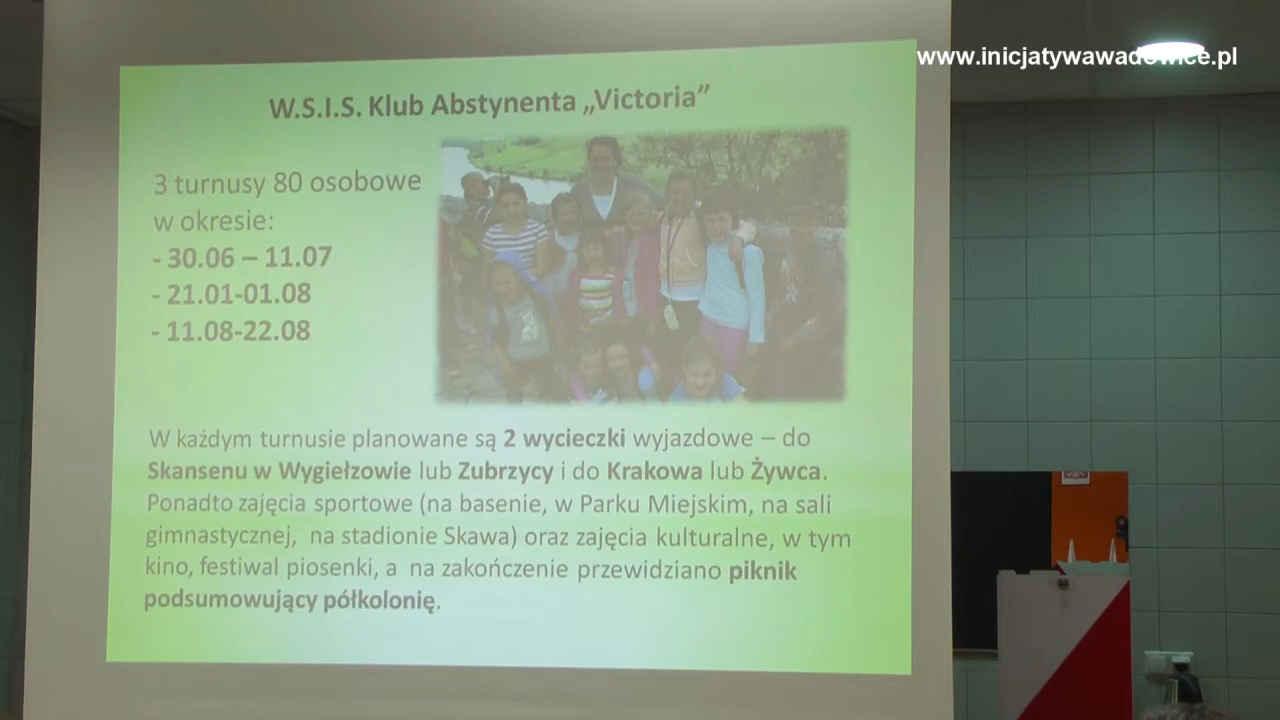 www.inicjatywawadowice.pl
W.S.I.S. Klub Abstynenta „Victoria”
3 turnusy 80 osobowe
w okresie:
- 30.06 – 11.07
- 21.01-01.08
- 11.08-22.08
W każdym turnusie planowane są 2 wycieczki wyjazdowe – do
Skansenu w Wygiełzowie lub Zubrzycy i do Krakowa lub Żywca.
Ponadto zajęcia sportowe (na basenie, w Parku Miejskim, na sali
gimnastycznej, na stadionie Skawa) oraz zajęcia kulturalne, w tym
kino, festiwal piosenki, a na zakończenie przewidziano piknik
podsumowujący półkolonię.